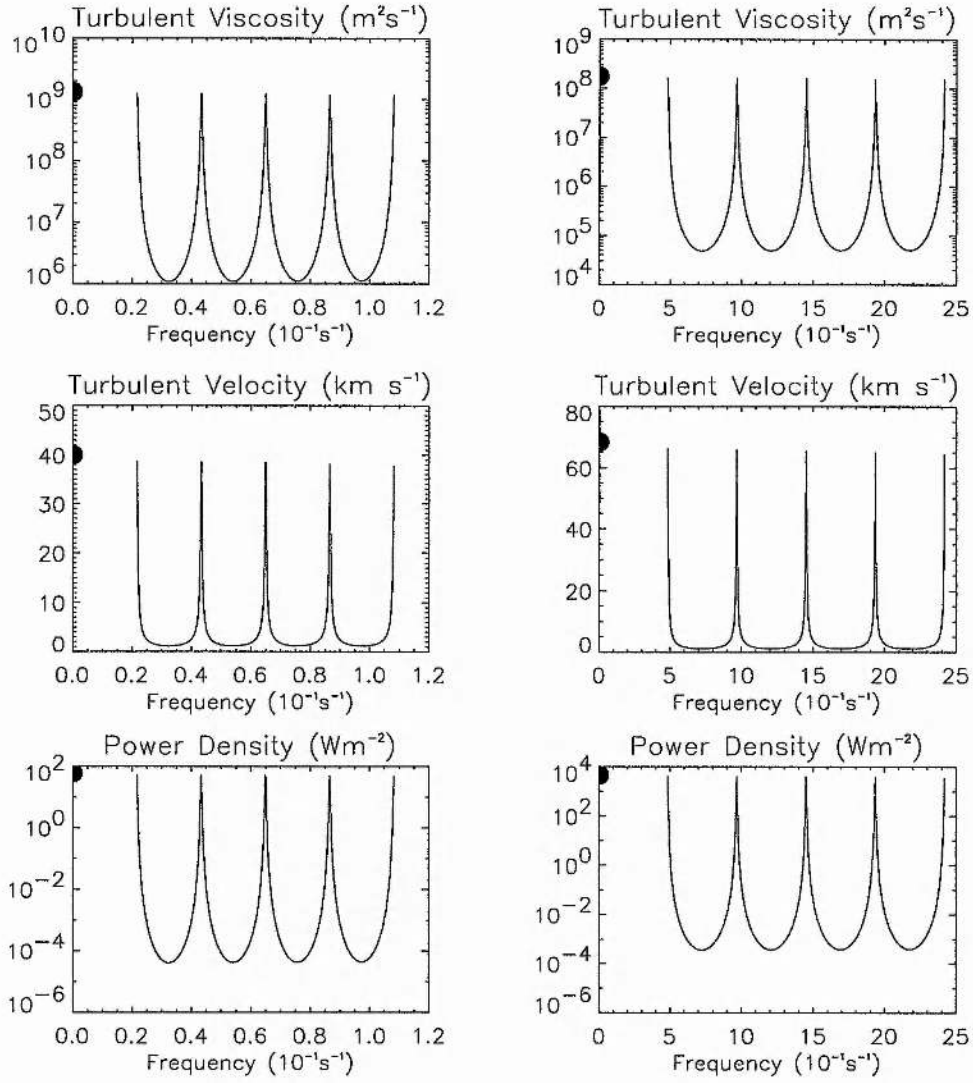 Turbulent Viscosity (m²s⁻¹)
10¹⁰
10⁹
10⁸
10⁷
10⁶
0.0 0.2 0.4 0.6 0.8 1.0 1.2
Frequency (10⁻¹s⁻¹)
Turbulent Viscosity (m²s⁻¹)
10⁹
10⁸
10⁷
10⁶
10⁵
10⁴
0 5 10 15 20 25
Frequency (10⁻¹s⁻¹)
Turbulent Velocity (km s⁻¹)
50
40
30
20
10
0
0.0 0.2 0.4 0.6 0.8 1.0 1.2
Frequency (10⁻¹s⁻¹)
Turbulent Velocity (km s⁻¹)
80
60
40
20
0
0 5 10 15 20 25
Frequency (10⁻¹s⁻¹)
Power Density (Wm⁻²)
10²
10⁰
10⁻²
10⁻⁴
10⁻⁶
0.0 0.2 0.4 0.6 0.8 1.0 1.2
Frequency (10⁻¹s⁻¹)
Power Density (Wm⁻²)
10⁴
10²
10⁰
10⁻²
10⁻⁴
10⁻⁶
0 5 10 15 20 25
Frequency (10⁻¹s⁻¹)